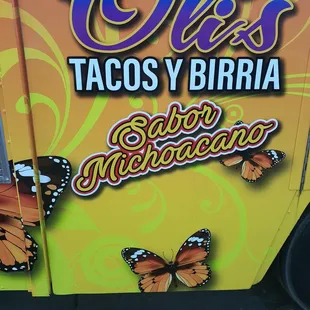 Oli's
TACOS Y BIRRIA
Sabor
Michoacano